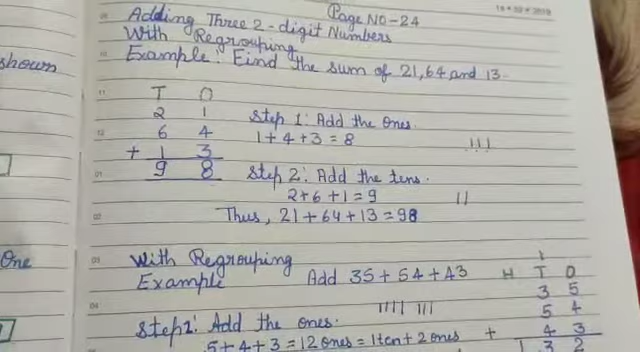 Page NO-24
Adding Three 2-digit Numbers
With Regrouping
Example: Find the sum of 21,64 and 13.
shown
T O
2 1
6 4
+ 1 3
9 8
Step 1: Add the Ones.
1+4+3=8
Step 2: Add the tens.
2+6+1=9
Thus, 21+64+13=98
One
With Regrouping
Example Add 35+54+43
H T O
1
3 5
5 4
+ 4 3
1 3 2
Step1: Add the ones.
5+4+3=12 ones=1ten+2 ones